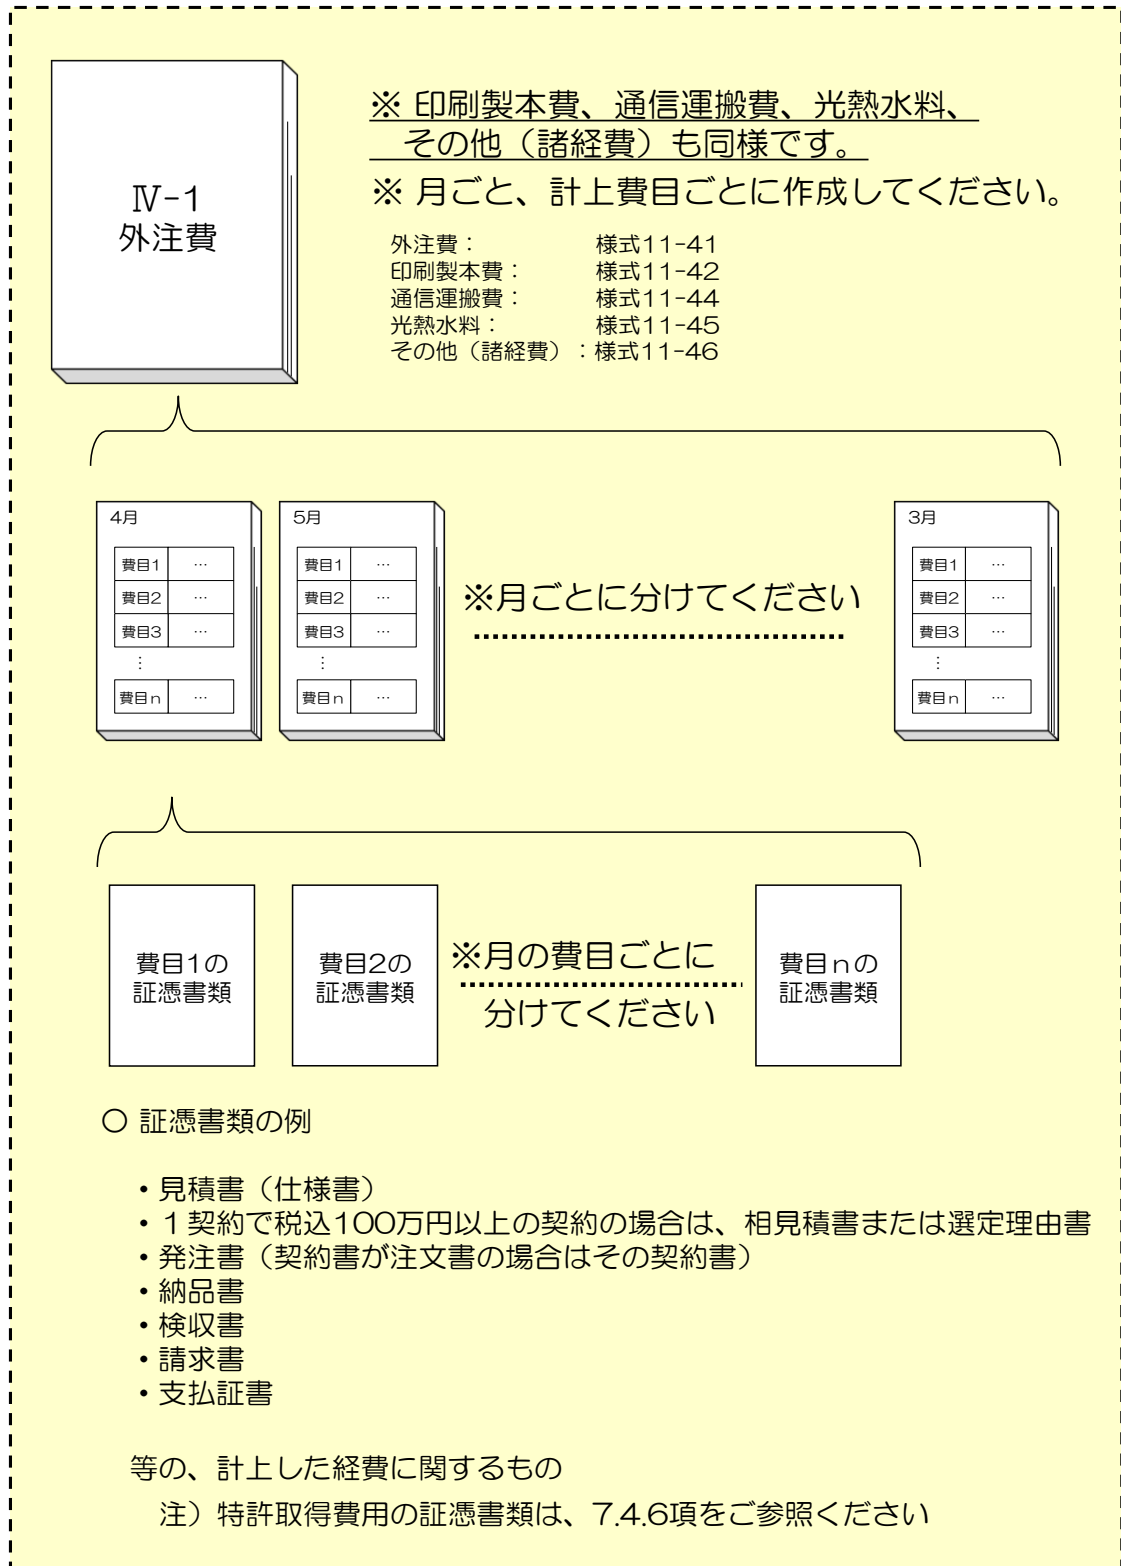 Ⅳ-1
外注費
※ 印刷製本費、通信運搬費、光熱水料、
その他（諸経費）も同様です。
※ 月ごと、計上費目ごとに作成してください。
外注費： 様式11-41
印刷製本費： 様式11-42
通信運搬費： 様式11-44
光熱水料： 様式11-45
その他（諸経費）：様式11-46
4月
費目1 …
費目2 …
費目3 …
⋮
費目n …
5月
費目1 …
費目2 …
費目3 …
⋮
費目n …
※月ごとに分けてください
3月
費目1 …
費目2 …
費目3 …
⋮
費目n …
費目1の
証憑書類
費目2の
証憑書類
※月の費目ごとに
分けてください
費目nの
証憑書類
○ 証憑書類の例
・見積書（仕様書）
・１契約で税込100万円以上の契約の場合は、相見積書または選定理由書
・発注書（契約書が注文書の場合はその契約書）
・納品書
・検収書
・請求書
・支払証書
等の、計上した経費に関するもの
注）特許取得費用の証憑書類は、7.4.6項をご参照ください